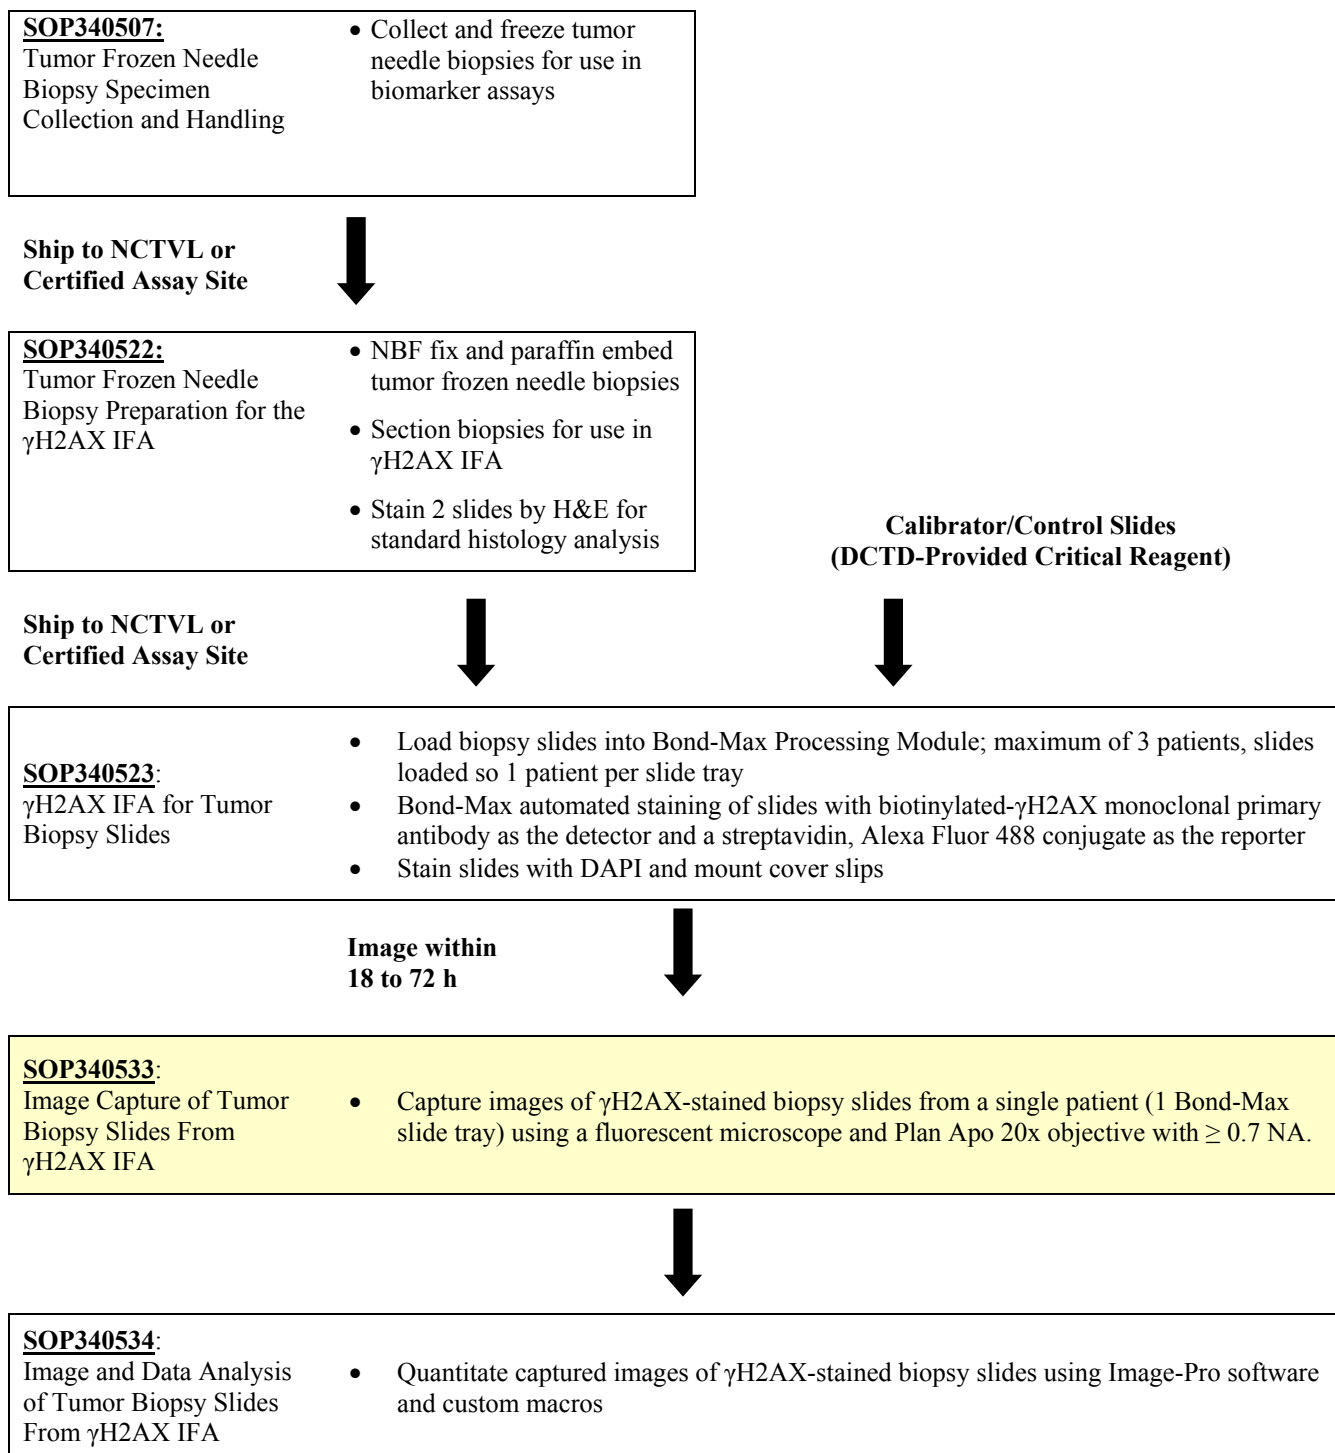 SOP340507:
Tumor Frozen Needle
Biopsy Specimen
Collection and Handling
• Collect and freeze tumor
needle biopsies for use in
biomarker assays
Ship to NCTVL or
Certified Assay Site
SOP340522:
Tumor Frozen Needle
Biopsy Preparation for the
γH2AX IFA
• NBF fix and paraffin embed
tumor frozen needle biopsies
• Section biopsies for use in
γH2AX IFA
• Stain 2 slides by H&E for
standard histology analysis
Calibrator/Control Slides
(DCTD-Provided Critical Reagent)
Ship to NCTVL or
Certified Assay Site
SOP340523:
γH2AX IFA for Tumor
Biopsy Slides
• Load biopsy slides into Bond-Max Processing Module; maximum of 3 patients, slides
loaded so 1 patient per slide tray
• Bond-Max automated staining of slides with biotinylated-γH2AX monoclonal primary
antibody as the detector and a streptavidin, Alexa Fluor 488 conjugate as the reporter
• Stain slides with DAPI and mount cover slips
Image within
18 to 72 h
SOP340533:
Image Capture of Tumor
Biopsy Slides From
γH2AX IFA
• Capture images of γH2AX-stained biopsy slides from a single patient (1 Bond-Max
slide tray) using a fluorescent microscope and Plan Apo 20x objective with ≥ 0.7 NA.
SOP340534:
Image and Data Analysis
of Tumor Biopsy Slides
From γH2AX IFA
• Quantitate captured images of γH2AX-stained biopsy slides using Image-Pro software
and custom macros